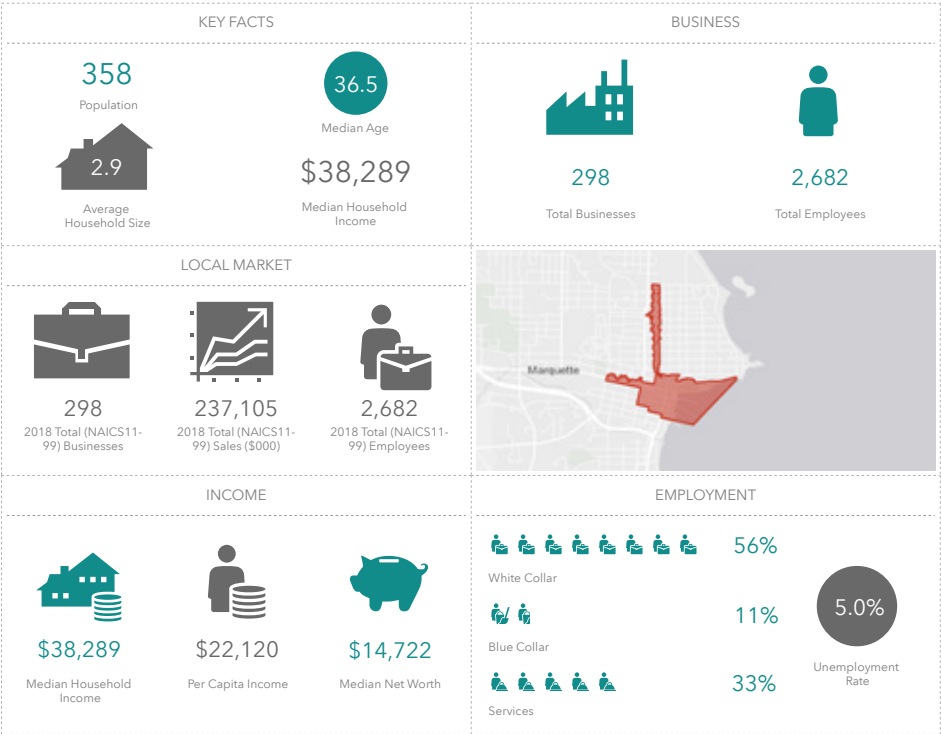 KEY FACTS
358
Population
36.5
Median Age
2.9
Average
Household Size
$38,289
Median Household
Income
BUSINESS
298
Total Businesses
2,682
Total Employees
LOCAL MARKET
298
2018 Total (NAICS11-
99) Businesses
237,105
2018 Total (NAICS11-
99) Sales ($000)
2,682
2018 Total (NAICS11-
99) Employees
Marquette
INCOME
$38,289
Median Household
Income
$22,120
Per Capita Income
$14,722
Median Net Worth
EMPLOYMENT
56%
White Collar
11%
Blue Collar
33%
Services
5.0%
Unemployment
Rate